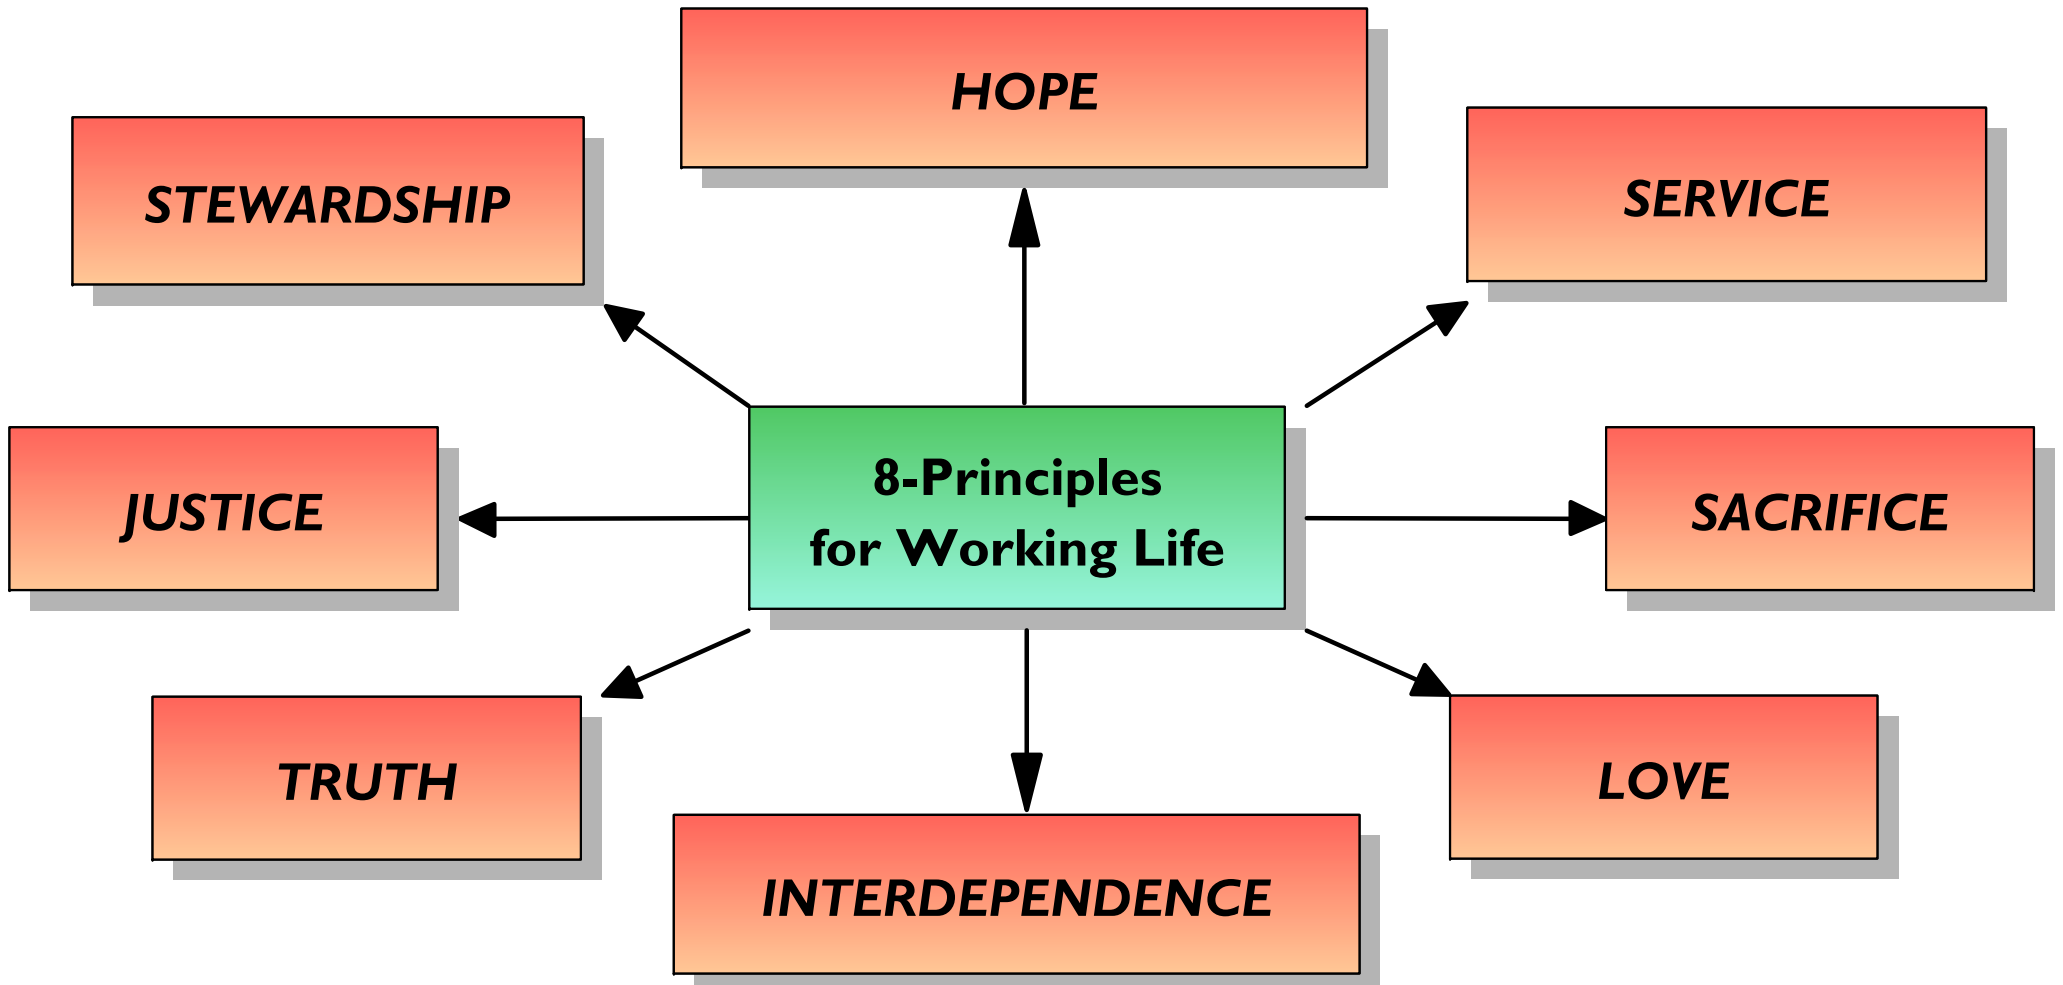 HOPE
STEWARDSHIP
SERVICE
8-Principles
for Working Life
JUSTICE
SACRIFICE
TRUTH
LOVE
INTERDEPENDENCE